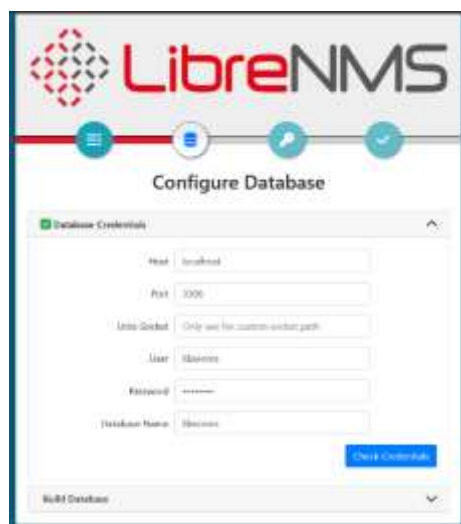 LibreNMS
Configure Database
Database Credentials
Host localhost
Port 3306
Unix-Socket Only use for custom socket path
User librenms
Password ••••••••
Database Name librenms
Check Credentials
Build Database